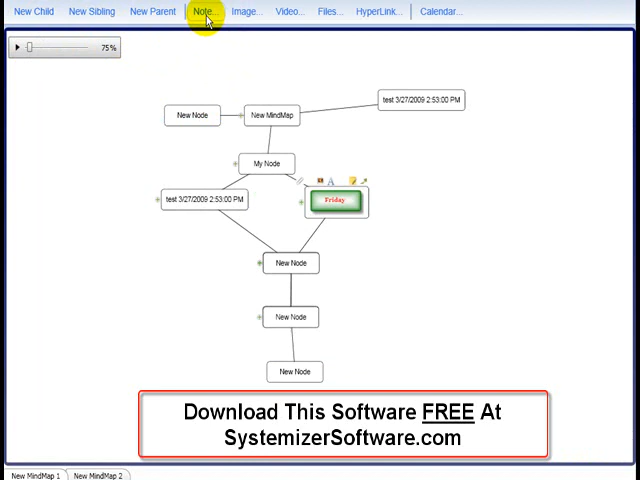 New Child New Sibling New Parent Note... Image... Video... Files... HyperLink... Calendar...
75%
test 3/27/2009 2:53:00 PM
New Node New MindMap
My Node
test 3/27/2009 2:53:00 PM Friday
New Node
New Node
New Node
Download This Software FREE At
SystemizerSoftware.com
New MindMap 1 New MindMap 2